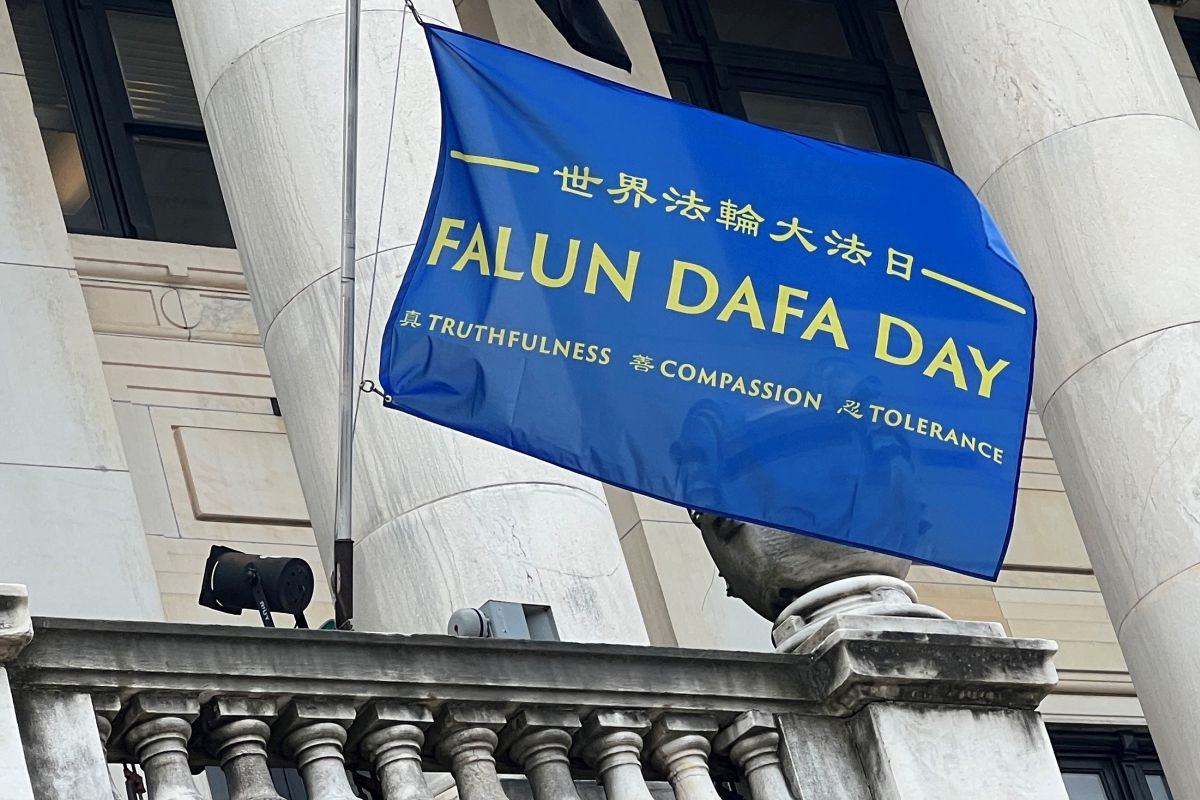 世界法輪大法日
FALUN DAFA DAY
真 TRUTHFULNESS 善 COMPASSION 忍 TOLERANCE